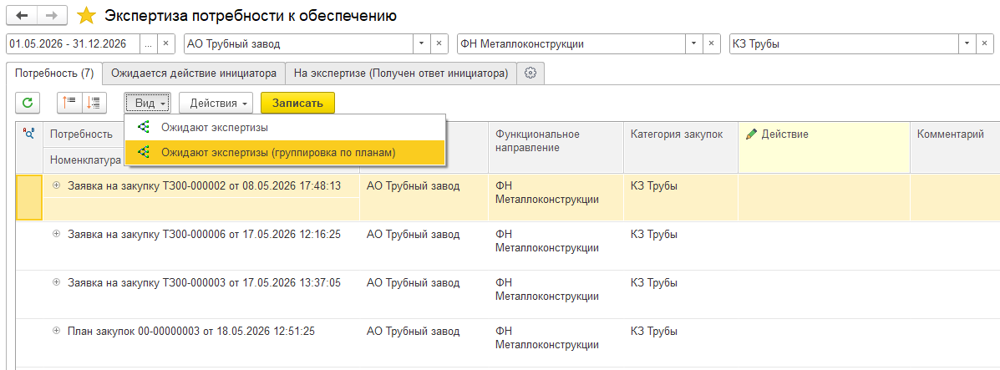 Экспертиза потребности к обеспечению
01.05.2026 - 31.12.2026 ... × АО Трубный завод × ФН Металлоконструкции × КЗ Трубы ×
Потребность (7) Ожидается действие инициатора На экспертизе (Получен ответ инициатора)
Вид Действия Записать
Ожидают экспертизы
Ожидают экспертизы (группировка по планам)
Потребность Функциональное направление Категория закупок Действие Комментарий
Номенклатура
Заявка на закупку ТЗ00-000002 от 08.05.2026 17:48:13 АО Трубный завод ФН Металлоконструкции КЗ Трубы
Заявка на закупку ТЗ00-000006 от 17.05.2026 12:16:25 АО Трубный завод ФН Металлоконструкции КЗ Трубы
Заявка на закупку ТЗ00-000003 от 17.05.2026 13:37:05 АО Трубный завод ФН Металлоконструкции КЗ Трубы
План закупок 00-00000003 от 18.05.2026 12:51:25 АО Трубный завод ФН Металлоконструкции КЗ Трубы